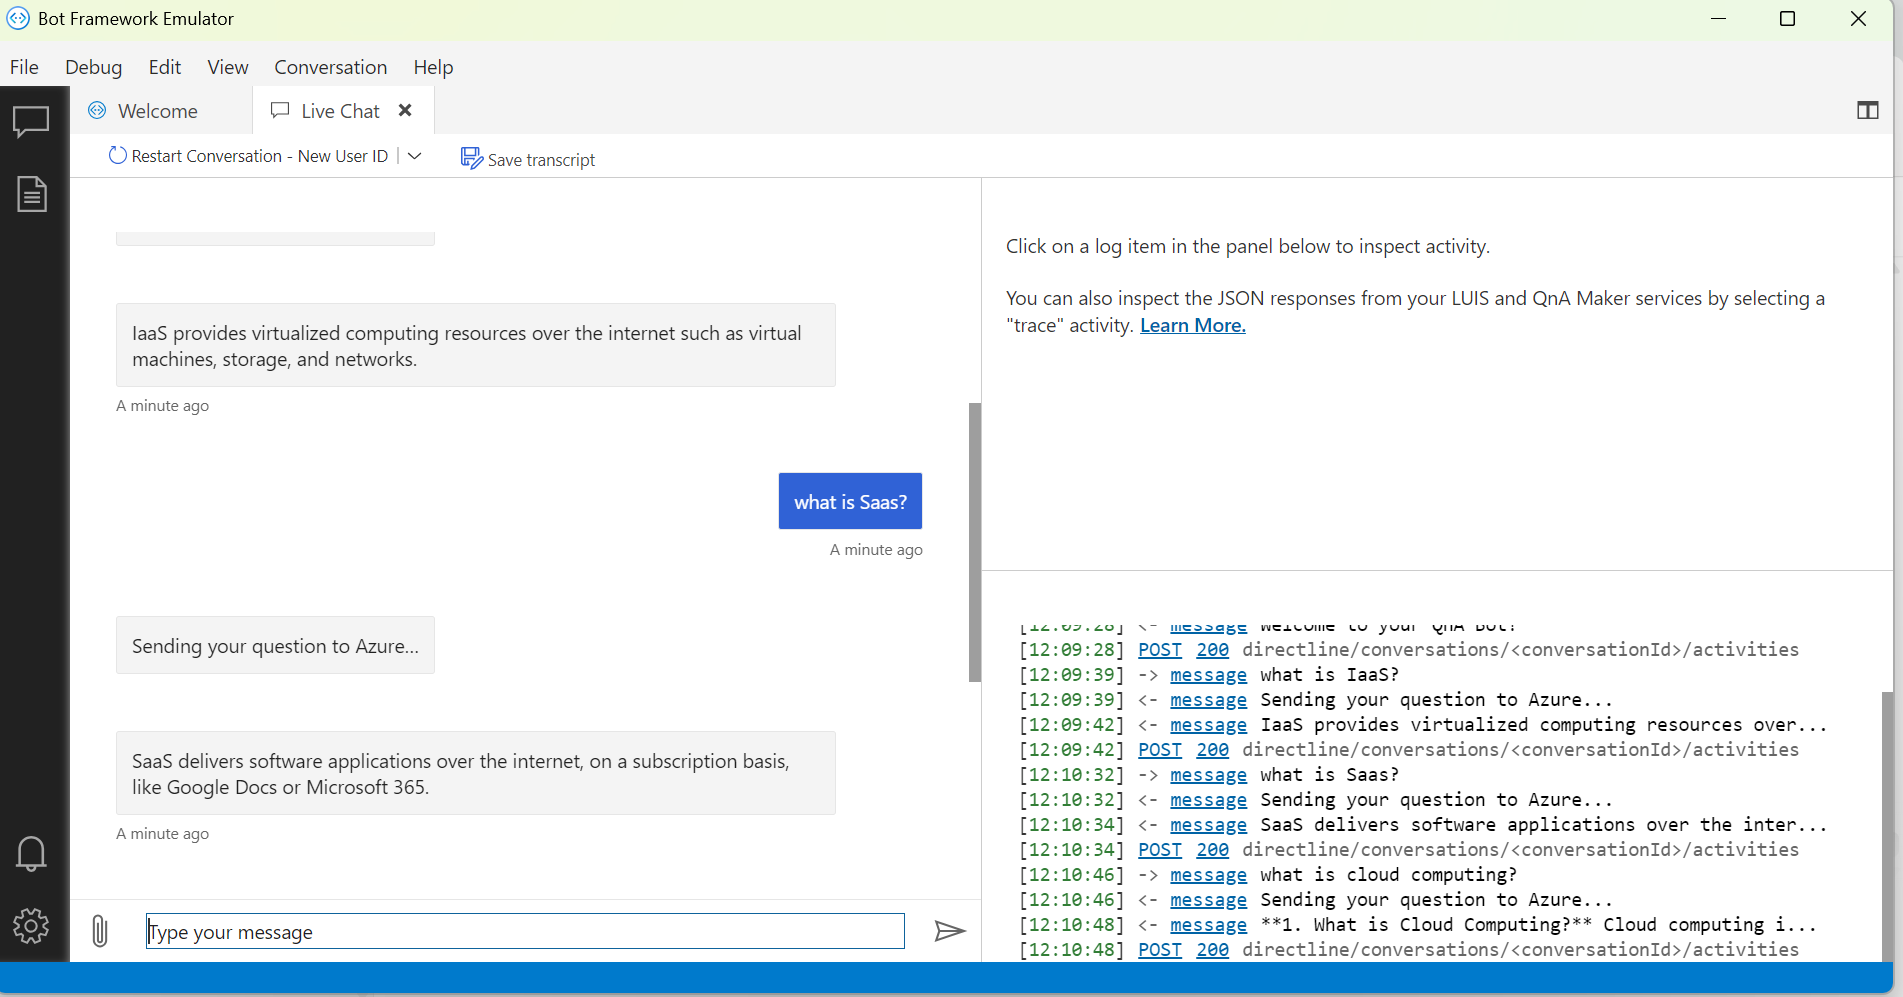 Bot Framework Emulator
File Debug Edit View Conversation Help
Welcome Live Chat
Restart Conversation - New User ID Save transcript
IaaS provides virtualized computing resources over the internet such as virtual
machines, storage, and networks.
A minute ago
what is Saas?
A minute ago
Sending your question to Azure...
SaaS delivers software applications over the internet, on a subscription basis,
like Google Docs or Microsoft 365.
A minute ago
Type your message
Click on a log item in the panel below to inspect activity.
You can also inspect the JSON responses from your LUIS and QnA Maker services by selecting a
"trace" activity. Learn More.
[12:09:28] <- message Welcome to your QnA Bot!
[12:09:28] POST 200 directline/conversations/<conversationId>/activities
[12:09:39] -> message what is IaaS?
[12:09:39] <- message Sending your question to Azure...
[12:09:42] <- message IaaS provides virtualized computing resources over...
[12:09:42] POST 200 directline/conversations/<conversationId>/activities
[12:10:32] -> message what is Saas?
[12:10:32] <- message Sending your question to Azure...
[12:10:34] <- message SaaS delivers software applications over the inter...
[12:10:34] POST 200 directline/conversations/<conversationId>/activities
[12:10:46] -> message what is cloud computing?
[12:10:46] <- message Sending your question to Azure...
[12:10:48] <- message **1. What is Cloud Computing?** Cloud computing i...
[12:10:48] POST 200 directline/conversations/<conversationId>/activities